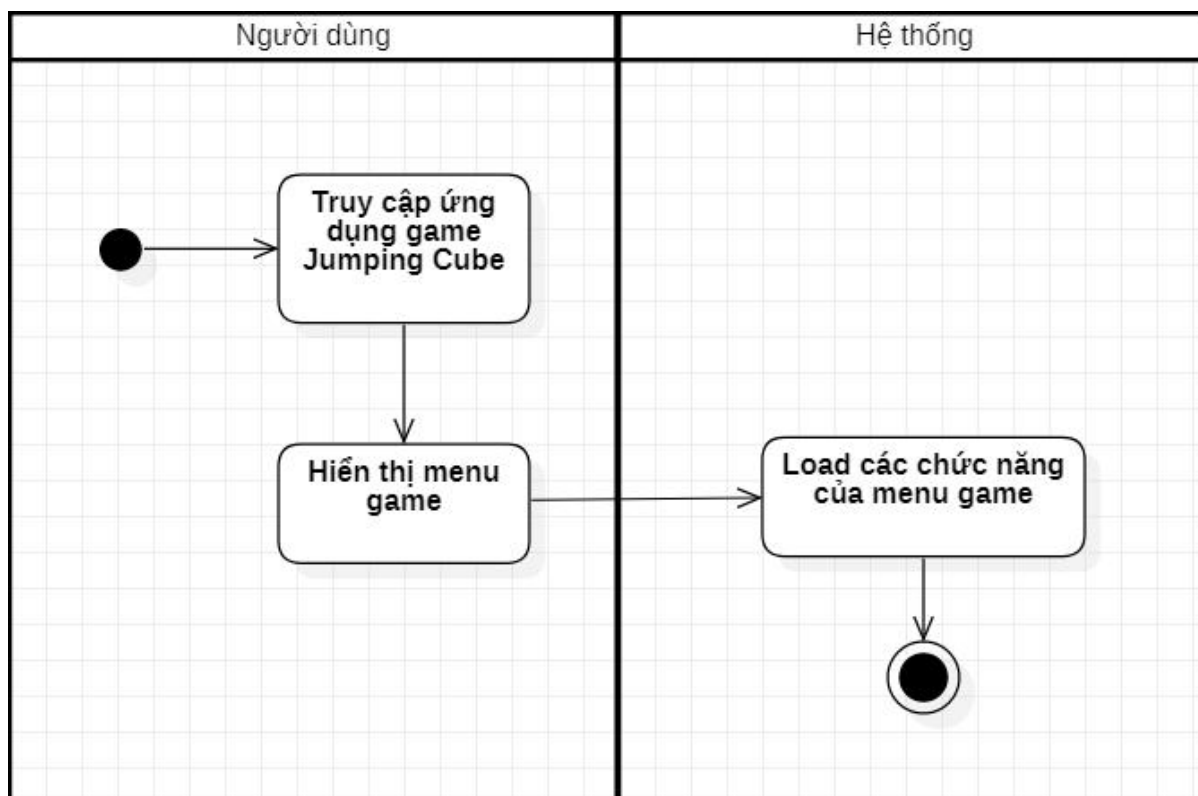 Người dùng
Hệ thống
Truy cập ứng
dụng game
Jumping Cube
Hiển thị menu
game
Load các chức năng
của menu game